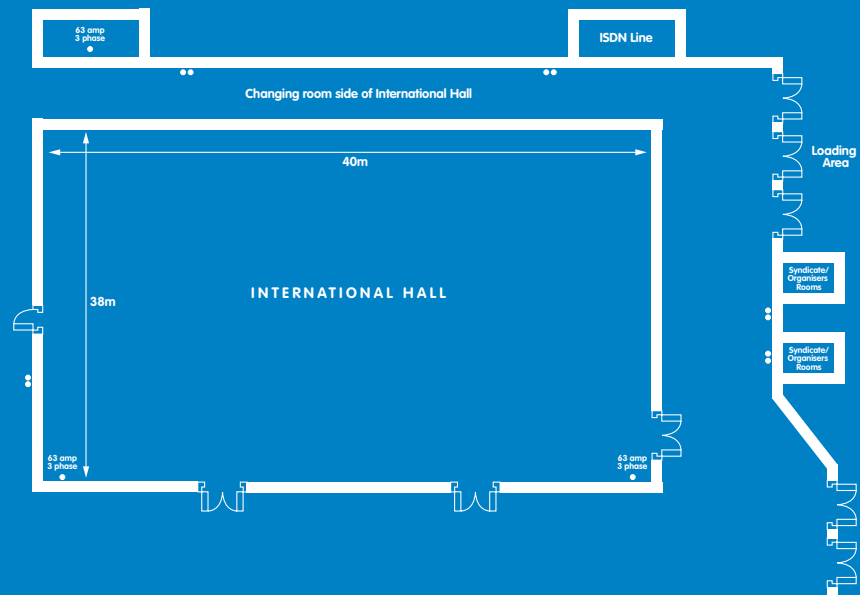 63 amp
3 phase
ISDN Line
Changing room side of International Hall
Loading
Area
40m
Syndicate/
Organisers
Rooms
INTERNATIONAL HALL
38m
Syndicate/
Organisers
Rooms
63 amp
3 phase
63 amp
3 phase